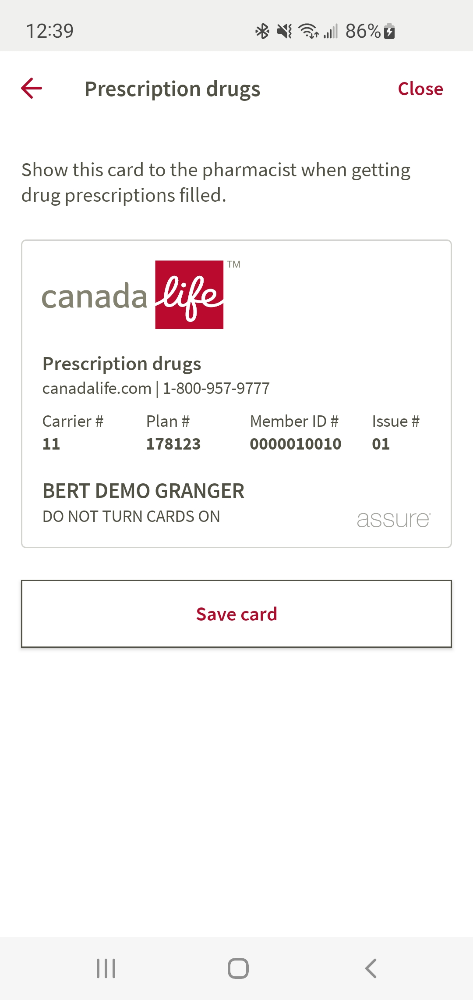 12:39
86%
Prescription drugs
Close
Show this card to the pharmacist when getting
drug prescriptions filled.
canada life™
Prescription drugs
canadalife.com | 1-800-957-9777
Carrier # Plan # Member ID # Issue #
11 178123 0000010010 01
BERT DEMO GRANGER
DO NOT TURN CARDS ON
assure
Save card